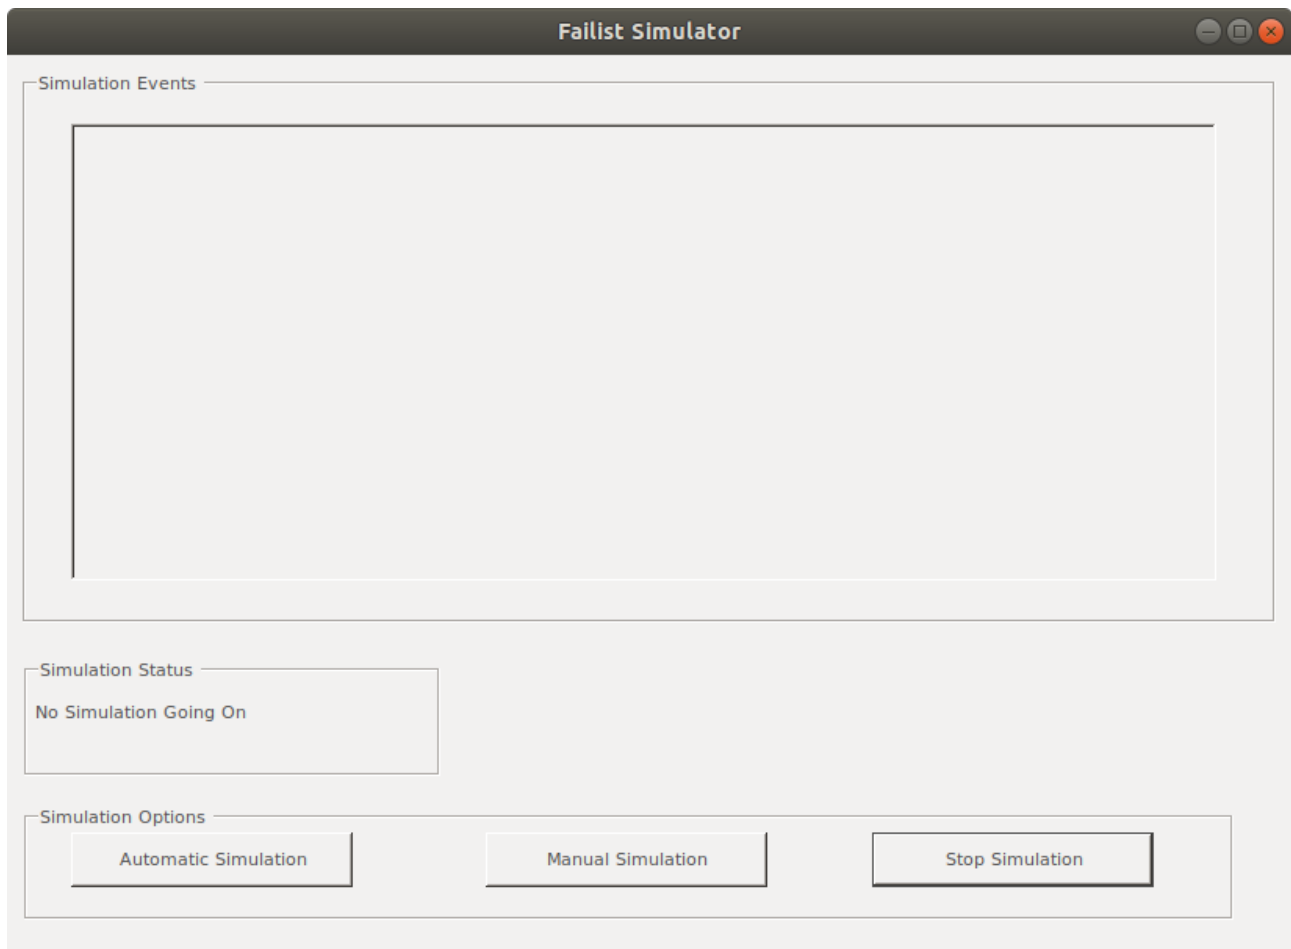 Failist Simulator
Simulation Events
Simulation Status
No Simulation Going On
Simulation Options
Automatic Simulation
Manual Simulation
Stop Simulation